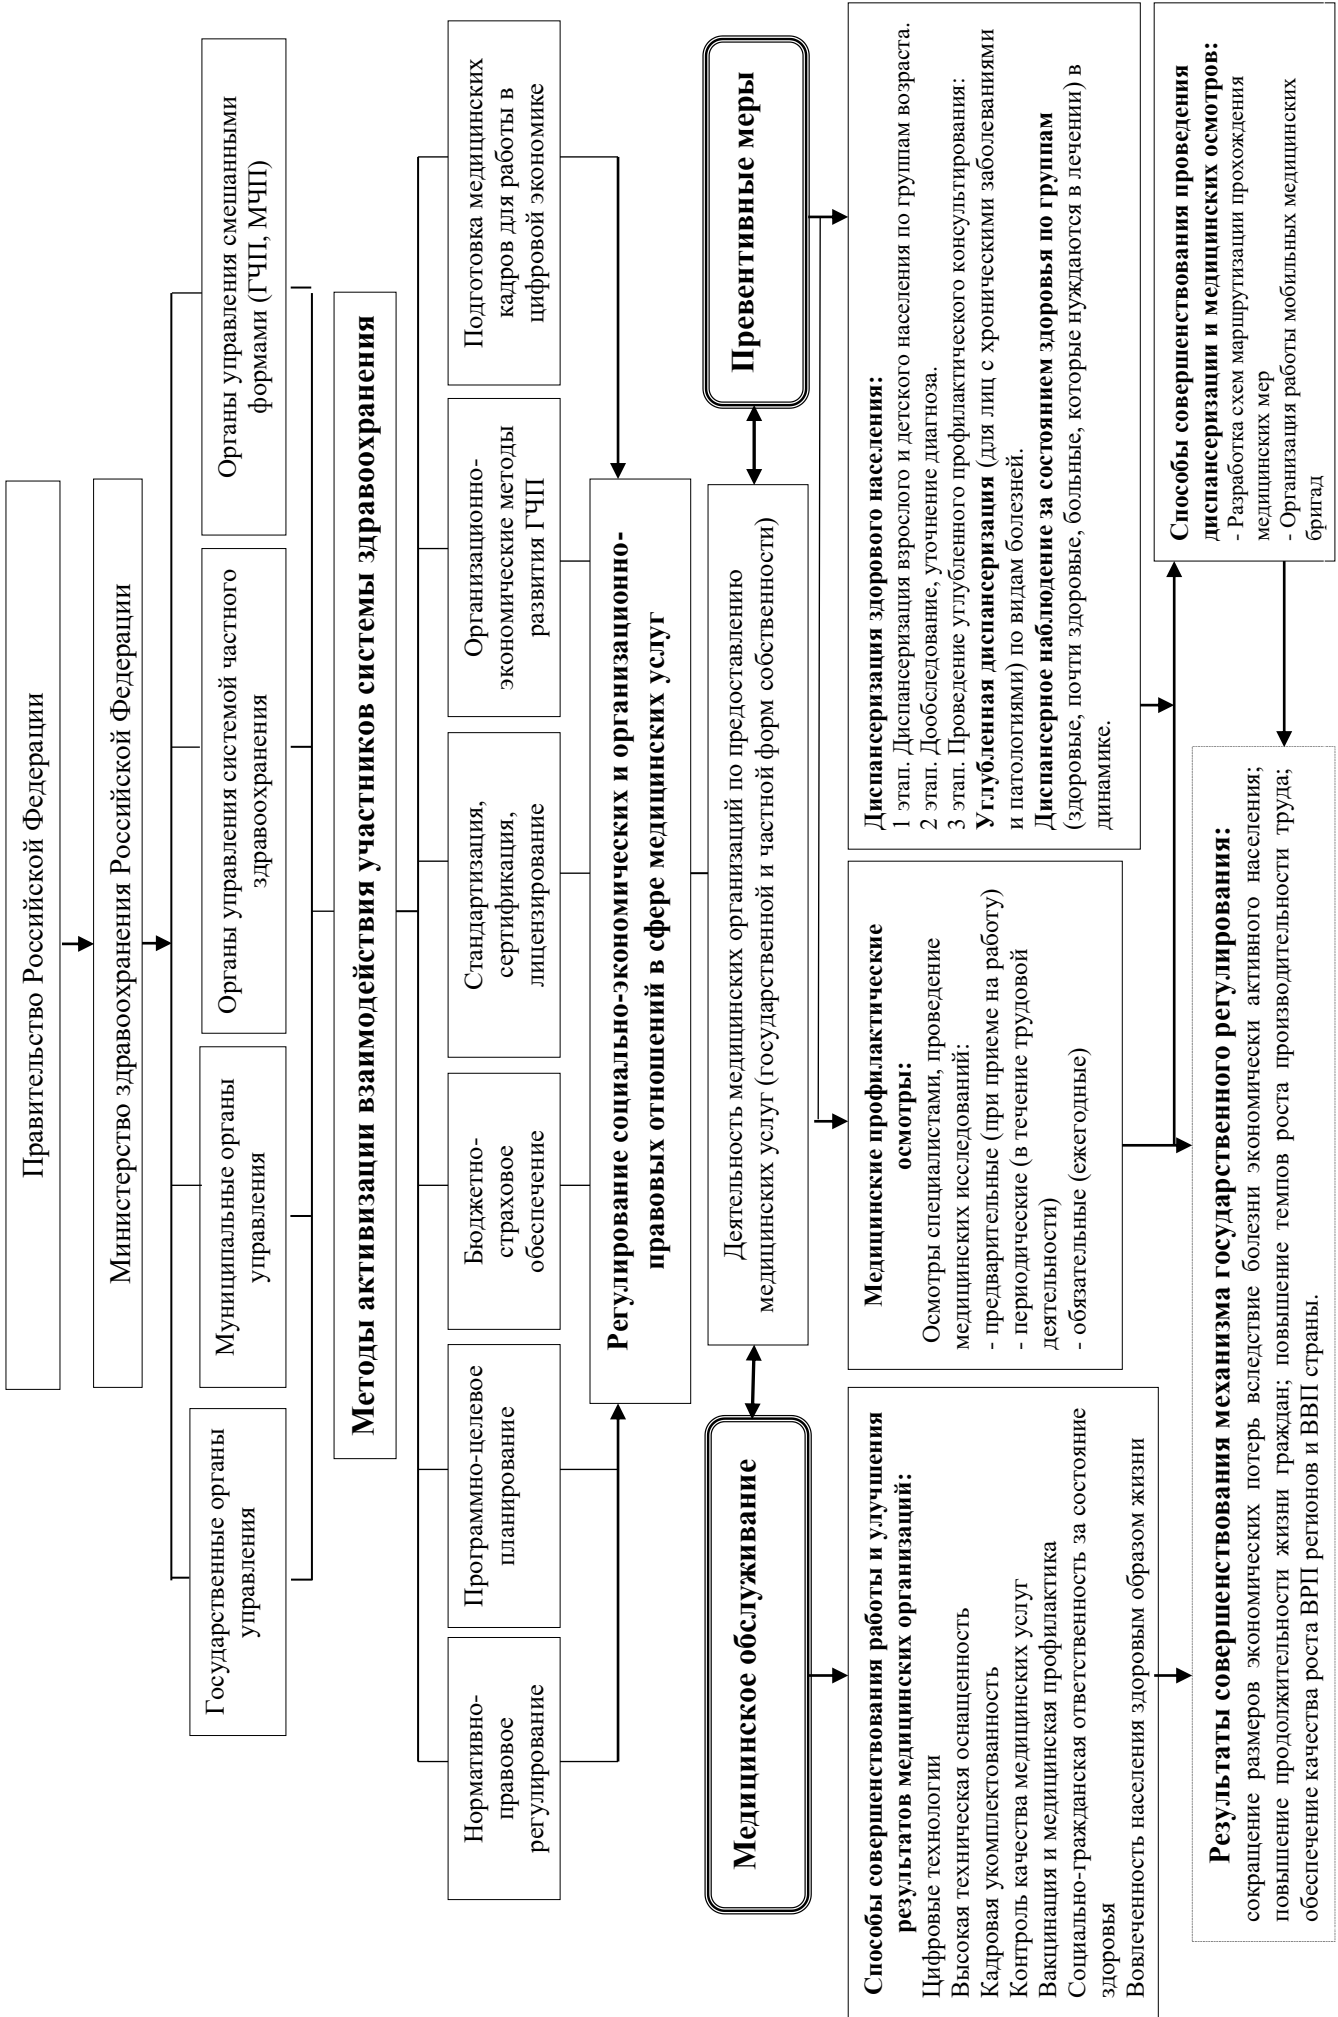 Правительство Российской Федерации
Министерство здравоохранения Российской Федерации
Государственные органы
управления
Муниципальные органы
управления
Органы управления системой частного
здравоохранения
Органы управления смешанными
формами (ГЧП, МЧП)
Методы активизации взаимодействия участников системы здравоохранения
Нормативно-
правовое
регулирование
Программно-целевое
планирование
Бюджетно-
страховое
обеспечение
Стандартизация,
сертификация,
лицензирование
Организационно-
экономические методы
развития ГЧП
Подготовка медицинских
кадров для работы в
цифровой экономике
Регулирование социально-экономических и организационно-
правовых отношений в сфере медицинских услуг
Медицинское обслуживание
Деятельность медицинских организаций по предоставлению
медицинских услуг (государственной и частной форм собственности)
Превентивные меры
Способы совершенствования работы и улучшения
результатов медицинских организаций:
Цифровые технологии
Высокая техническая оснащенность
Кадровая укомплектованность
Контроль качества медицинских услуг
Вакцинация и медицинская профилактика
Социально-гражданская ответственность за состояние
здоровья
Вовлеченность населения здоровым образом жизни
Медицинские профилактические
осмотры:
Осмотры специалистами, проведение
медицинских исследований:
- предварительные (при приеме на работу)
- периодические (в течение трудовой
деятельности)
- обязательные (ежегодные)
Диспансеризация здорового населения:
1 этап. Диспансеризация взрослого и детского населения по группам возраста.
2 этап. Дообследование, уточнение диагноза.
3 этап. Проведение углубленного профилактического консультирования:
Углубленная диспансеризация (для лиц с хроническими заболеваниями
и патологиями) по видам болезней.
Диспансерное наблюдение за состоянием здоровья по группам
(здоровые, почти здоровые, больные, которые нуждаются в лечении) в
динамике.
Способы совершенствования проведения
диспансеризации и медицинских осмотров:
- Разработка схем маршрутизации прохождения
медицинских мер
- Организация работы мобильных медицинских
бригад
Результаты совершенствования механизма государственного регулирования:
сокращение размеров экономических потерь вследствие болезни экономически активного населения;
повышение продолжительности жизни граждан; повышение темпов роста производительности труда;
обеспечение качества роста ВРП регионов и ВВП страны.